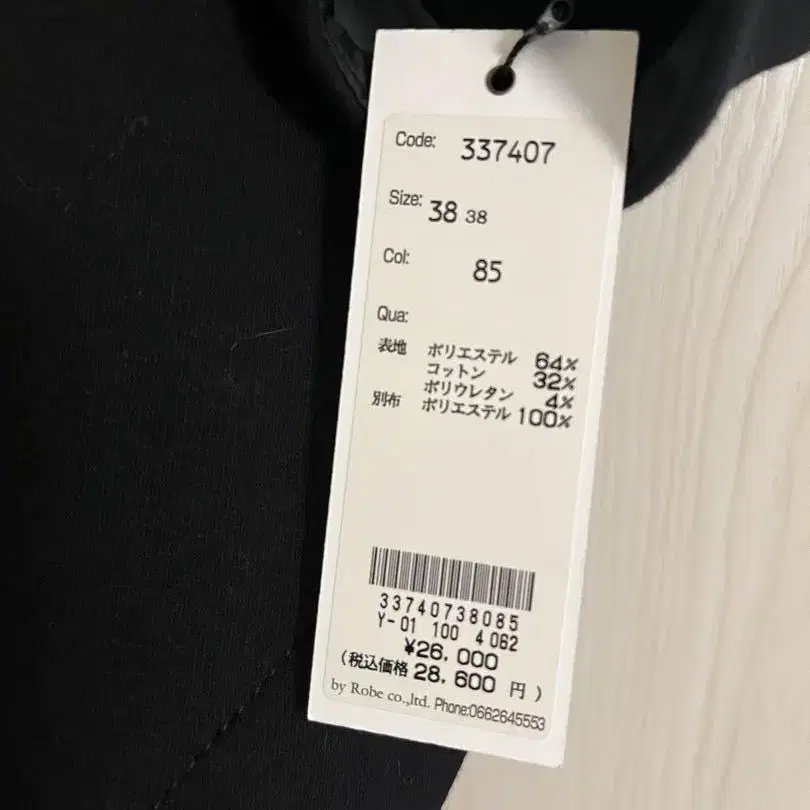 Code: 337407
Size: 38 38
Col: 85
Qua:
表地 ポリエステル 64%
コットン 32%
ポリウレタン 4%
別布 ポリエステル 100%
33740738085
Y-01 100 4062
¥26,000
(税込価格 28,600 円)
by Robe co.,ltd. Phone:0662645553